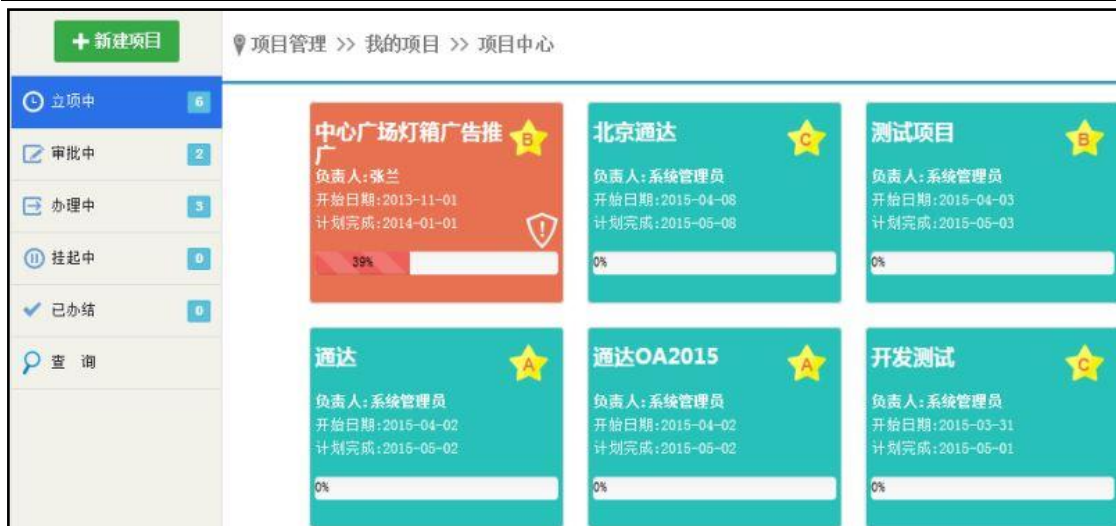 新建项目
项目管理 >> 我的项目 >> 项目中心
立项中 6
审批中 2
办理中 3
挂起中 0
已办结 0
查 询
中心广场灯箱广告推
广
B
负责人:张兰
开始日期:2013-11-01
计划完成:2014-01-01
39%
北京通达
C
负责人:系统管理员
开始日期:2015-04-08
计划完成:2015-05-08
0%
测试项目
B
负责人:系统管理员
开始日期:2015-04-03
计划完成:2015-05-03
0%
通达
A
负责人:系统管理员
开始日期:2015-04-02
计划完成:2015-05-02
0%
通达OA2015
A
负责人:系统管理员
开始日期:2015-04-02
计划完成:2015-05-02
0%
开发测试
C
负责人:系统管理员
开始日期:2015-03-31
计划完成:2015-05-01
0%